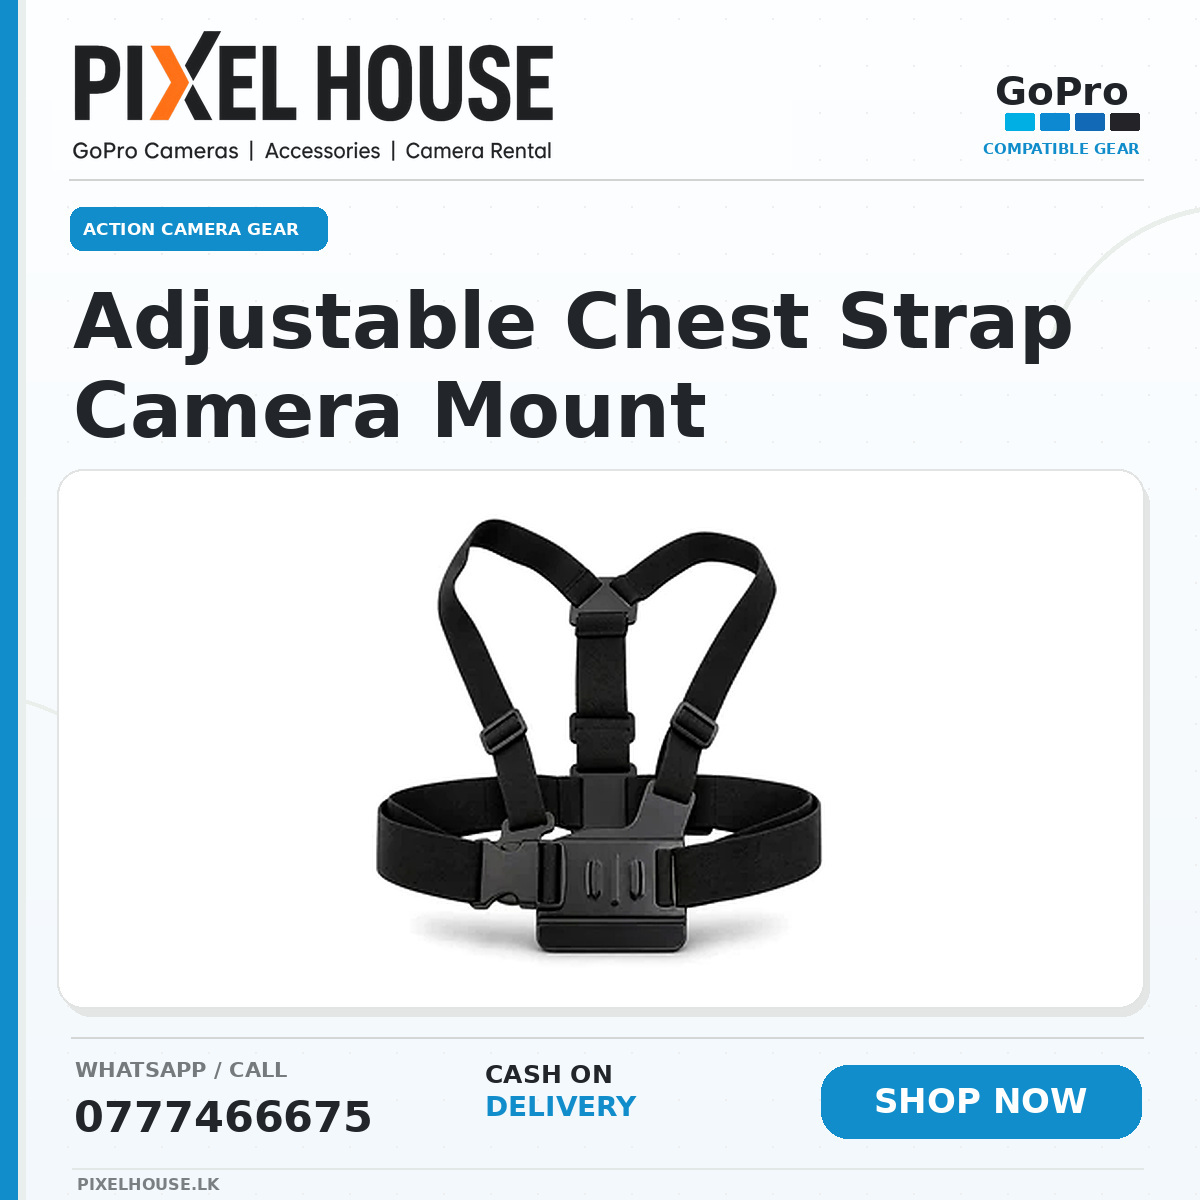 PIXEL HOUSE
GoPro Cameras | Accessories | Camera Rental
GoPro
COMPATIBLE GEAR
ACTION CAMERA GEAR
Adjustable Chest Strap
Camera Mount
WHATSAPP / CALL
0777466675
CASH ON
DELIVERY
SHOP NOW
PIXELHOUSE.LK